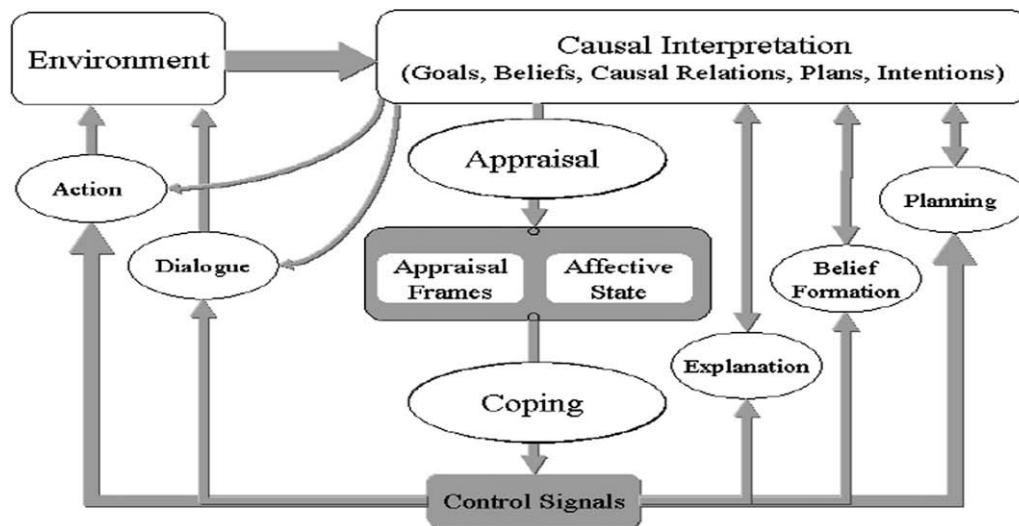 Environment
Causal Interpretation
(Goals, Beliefs, Causal Relations, Plans, Intentions)
Appraisal
Action
Planning
Dialogue
Appraisal
Frames
Affective
State
Belief
Formation
Explanation
Coping
Control Signals